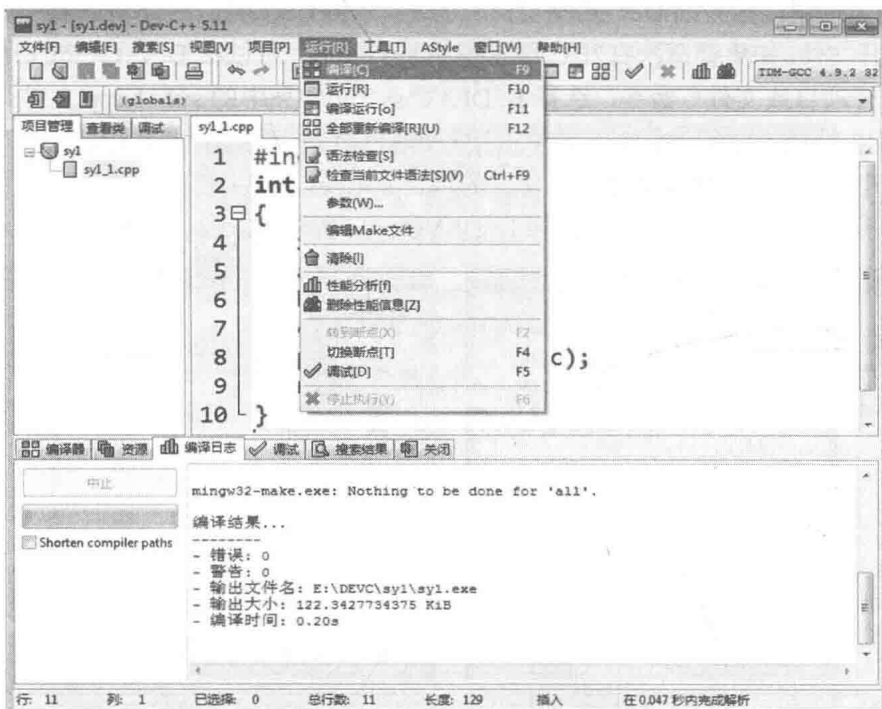 sy1 - [sy1.dev] - Dev-C++ 5.11
文件[F] 编辑[E] 搜索[S] 视图[V] 项目[P] 运行[R] 工具[T] AStyle 窗口[W] 帮助[H]
TDM-GCC 4.9.2 32
(globals)
项目管理 查看类 调试
sy1_1.cpp
sy1
sy1_1.cpp
编译[C] F9
运行[R] F10
编译运行[o] F11
全部重新编译[R](U) F12
语法检查[S]
检查当前文件语法[S](V) Ctrl+F9
参数(W)...
编辑Make文件
清除[l]
性能分析[f]
删除性能信息[Z]
转到断点(X) F2
切换断点[T] F4
调试[D] F5
停止执行(Y) F6
1 #in
2 int
3 {
4
5
6
7
8 c);
9
10 }
编译器 资源 编译日志 调试 搜索结果 关闭
中止
Shorten compiler paths
mingw32-make.exe: Nothing to be done for 'all'.
编译结果...
--------
- 错误: 0
- 警告: 0
- 输出文件名: E:\DEVC\sy1\sy1.exe
- 输出大小: 122.3427734375 KiB
- 编译时间: 0.20s
行: 11 列: 1 已选择: 0 总行数: 11 长度: 129 插入 在 0.047 秒内完成解析